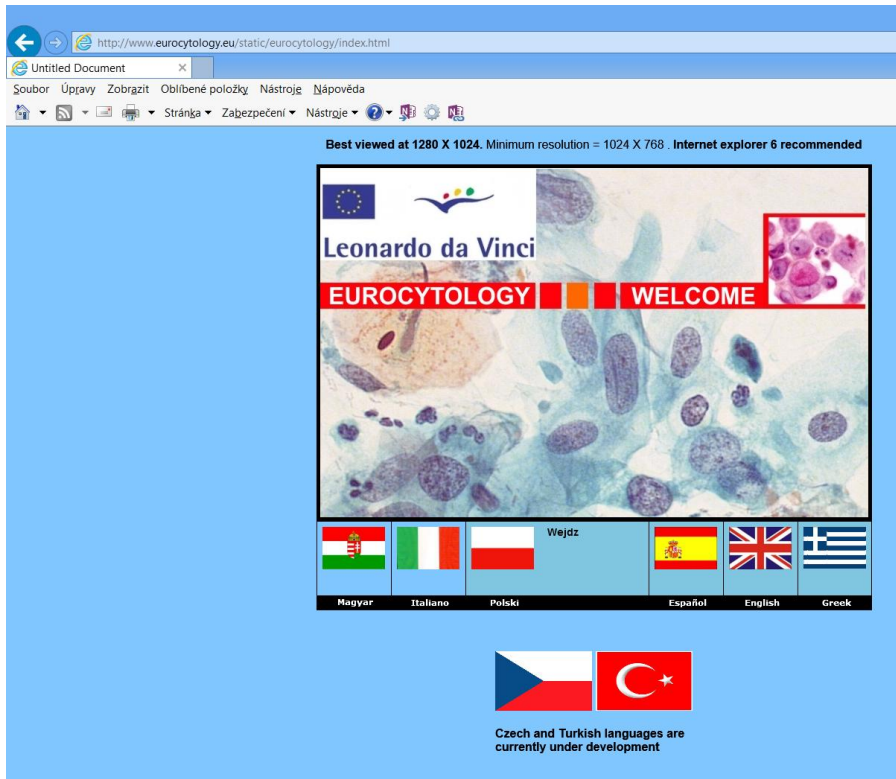 http://www.eurocytology.eu/static/eurocytology/index.html
Untitled Document
Soubor Úpravy Zobrazit Oblíbené položky Nástroje Nápověda
Stránka Zabezpečení Nástroje
Best viewed at 1280 X 1024. Minimum resolution = 1024 X 768 . Internet explorer 6 recommended
Leonardo da Vinci
EUROCYTOLOGY WELCOME
Wejdz
Magyar Italiano Polski Español English Greek
Czech and Turkish languages are
currently under development